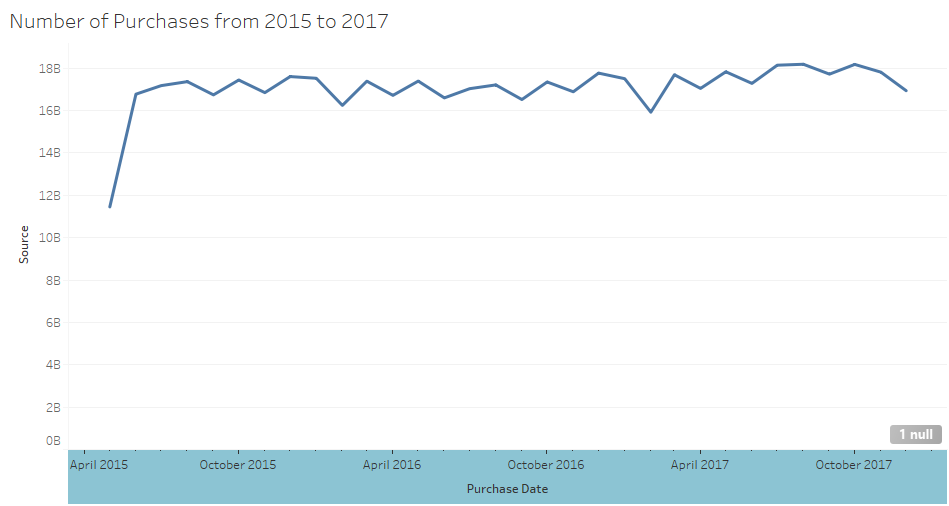 Number of Purchases from 2015 to 2017
18B
16B
14B
12B
10B
8B
6B
4B
2B
0B
Source
1 null
April 2015
October 2015
April 2016
October 2016
April 2017
October 2017
Purchase Date